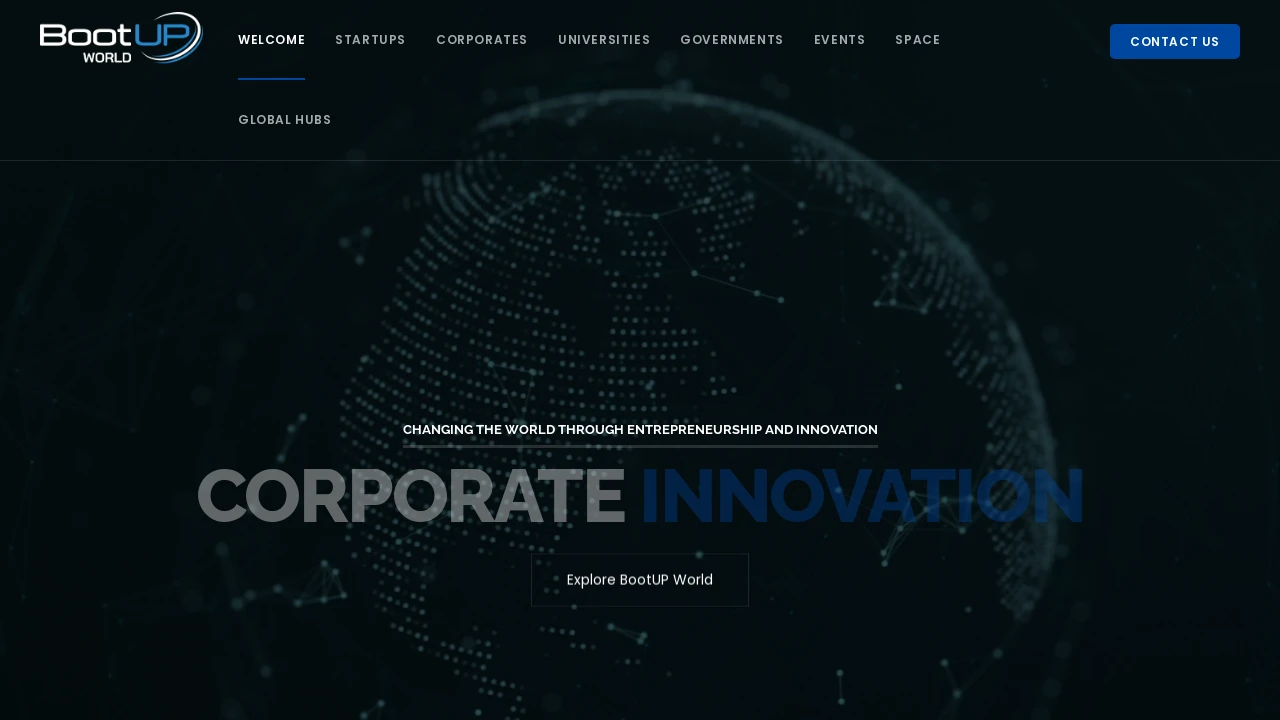 BootUP
WORLD
WELCOME STARTUPS CORPORATES UNIVERSITIES GOVERNMENTS EVENTS SPACE
CONTACT US
GLOBAL HUBS
CHANGING THE WORLD THROUGH ENTREPRENEURSHIP AND INNOVATION
CORPORATE INNOVATION
Explore BootUP World